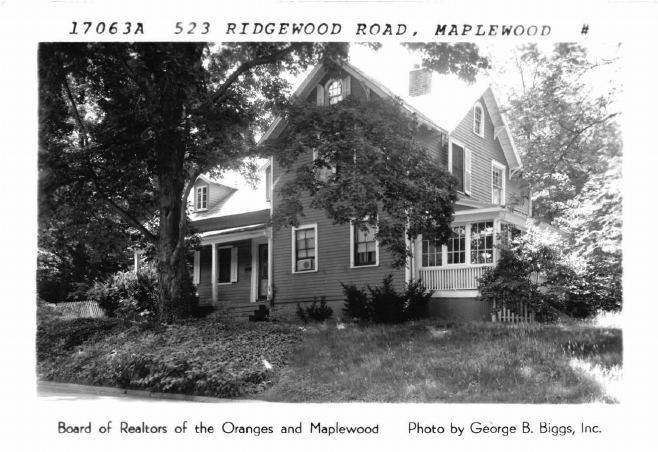 17063A 523 RIDGEWOOD ROAD, MAPLEWOOD #
Board of Realtors of the Oranges and Maplewood Photo by George B. Biggs, Inc.